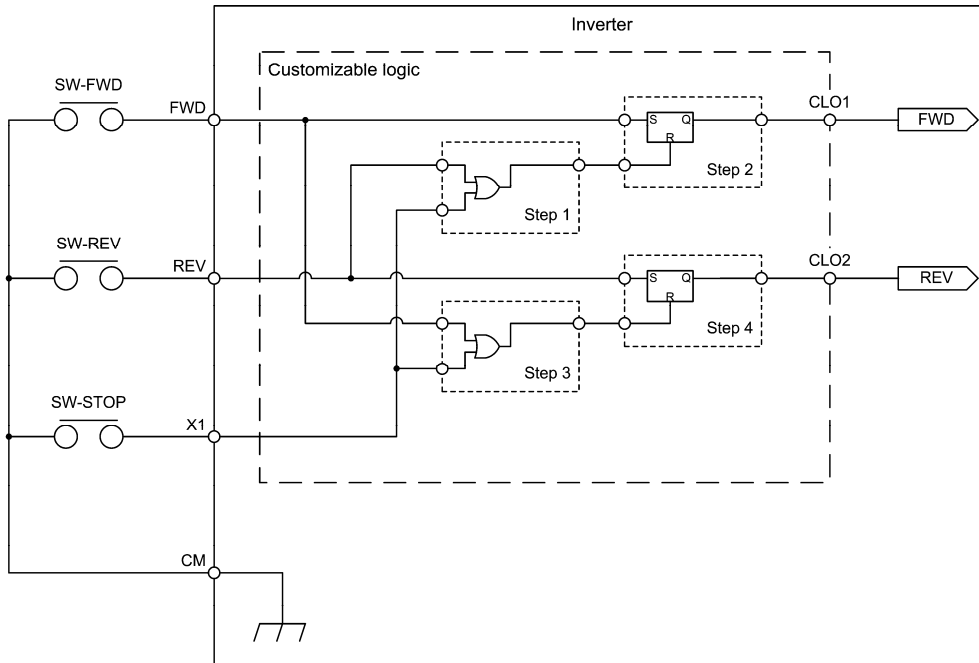 Inverter
Customizable logic
SW-FWD
FWD
S Q
R
Step 2
CLO1
FWD
Step 1
SW-REV
REV
S Q
R
Step 4
CLO2
REV
Step 3
SW-STOP
X1
CM